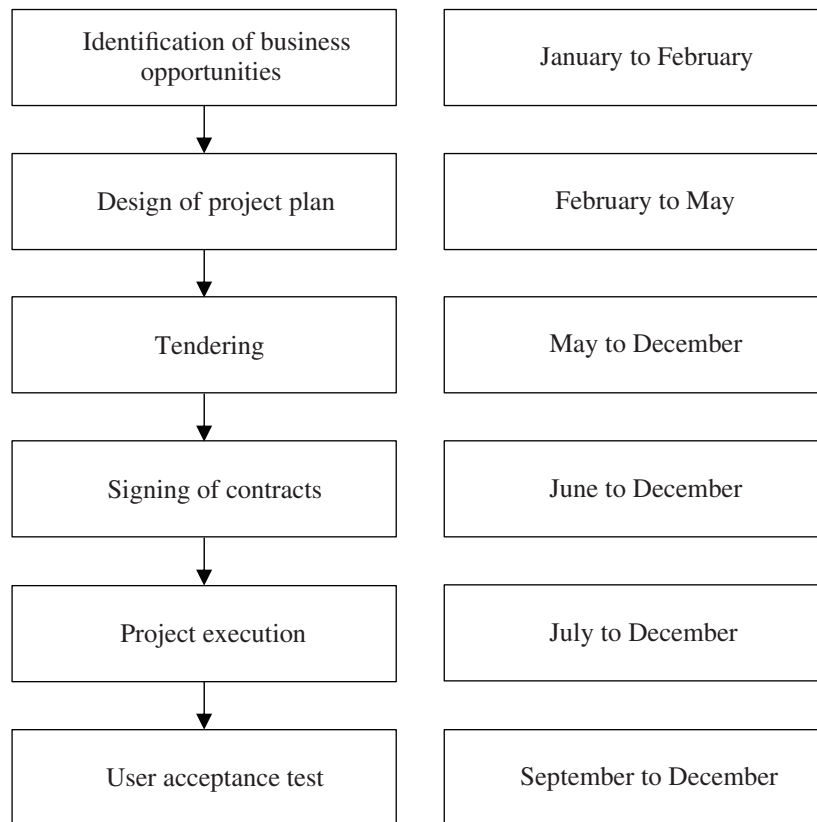 Identification of business
opportunities
January to February
Design of project plan
February to May
Tendering
May to December
Signing of contracts
June to December
Project execution
July to December
User acceptance test
September to December